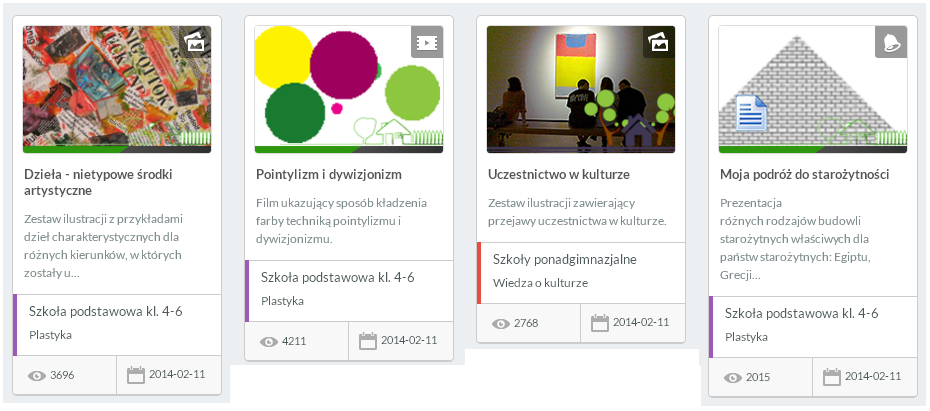 Dzieła - nietypowe środki
artystyczne
Zestaw ilustracji z przykładami
dzieł charakterystycznych dla
różnych kierunków, w których
zostały u...
Szkoła podstawowa kl. 4-6
Plastyka
3696
2014-02-11
Pointylizm i dywizjonizm
Film ukazujący sposób kładzenia
farby techniką pointylizmu i
dywizjonizmu.
Szkoła podstawowa kl. 4-6
Plastyka
4211
2014-02-11
Uczestnictwo w kulturze
Zestaw ilustracji zawierający
przejawy uczestnictwa w kulturze.
Szkoły ponadgimnazjalne
Wiedza o kulturze
2768
2014-02-11
Moja podróż do starożytności
Prezentacja
różnych rodzajów budowli
starożytnych właściwych dla
państw starożytnych: Egiptu,
Grecji...
Szkoła podstawowa kl. 4-6
Plastyka
2015
2014-02-11